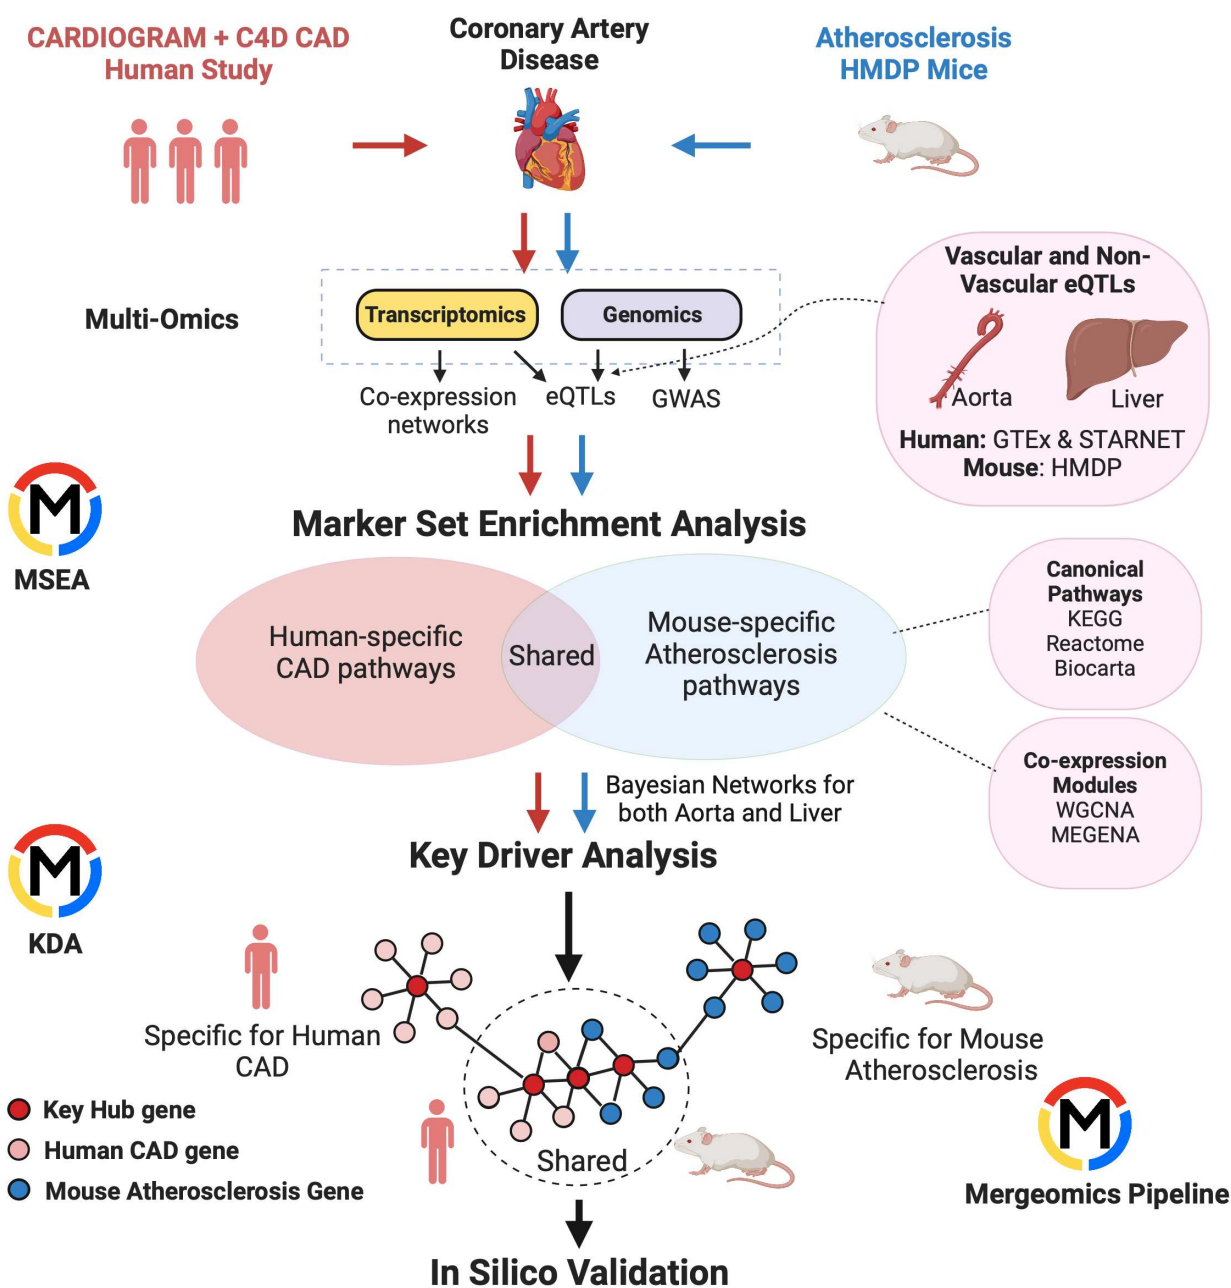 CARDIOGRAM + C4D CAD
Human Study
Coronary Artery
Disease
Atherosclerosis
HMDP Mice
Multi-Omics
Transcriptomics
Genomics
Co-expression
networks
eQTLs
GWAS
Vascular and Non-
Vascular eQTLs
Aorta
Liver
Human: GTEx & STARNET
Mouse: HMDP
M
MSEA
Marker Set Enrichment Analysis
Human-specific
CAD pathways
Shared
Mouse-specific
Atherosclerosis
pathways
Canonical
Pathways
KEGG
Reactome
Biocarta
Co-expression
Modules
WGCNA
MEGENA
Bayesian Networks for
both Aorta and Liver
Key Driver Analysis
M
KDA
Specific for Human
CAD
Specific for Mouse
Atherosclerosis
Key Hub gene
Human CAD gene
Mouse Atherosclerosis Gene
Shared
M
Mergeomics Pipeline
In Silico Validation